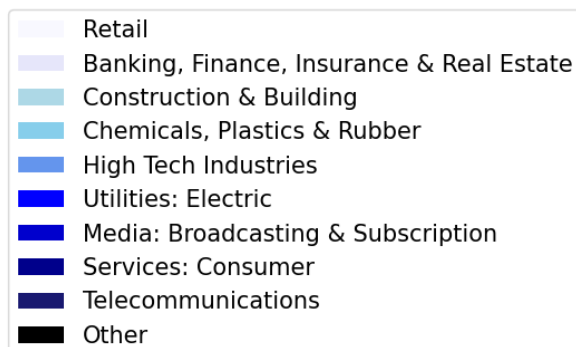 Retail
Banking, Finance, Insurance & Real Estate
Construction & Building
Chemicals, Plastics & Rubber
High Tech Industries
Utilities: Electric
Media: Broadcasting & Subscription
Services: Consumer
Telecommunications
Other